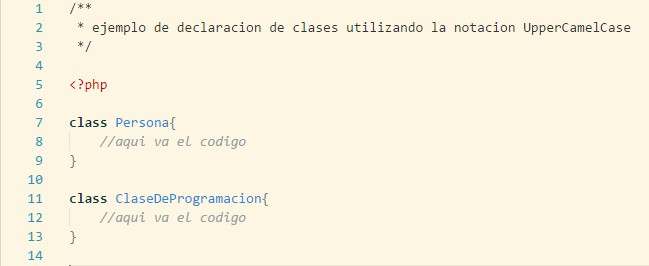 1 /**
2 * ejemplo de declaracion de clases utilizando la notacion UpperCamelCase
3 */
4
5 <?php
6
7 class Persona{
8 //aqui va el codigo
9 }
10
11 class ClaseDeProgramacion{
12 //aqui va el codigo
13 }
14